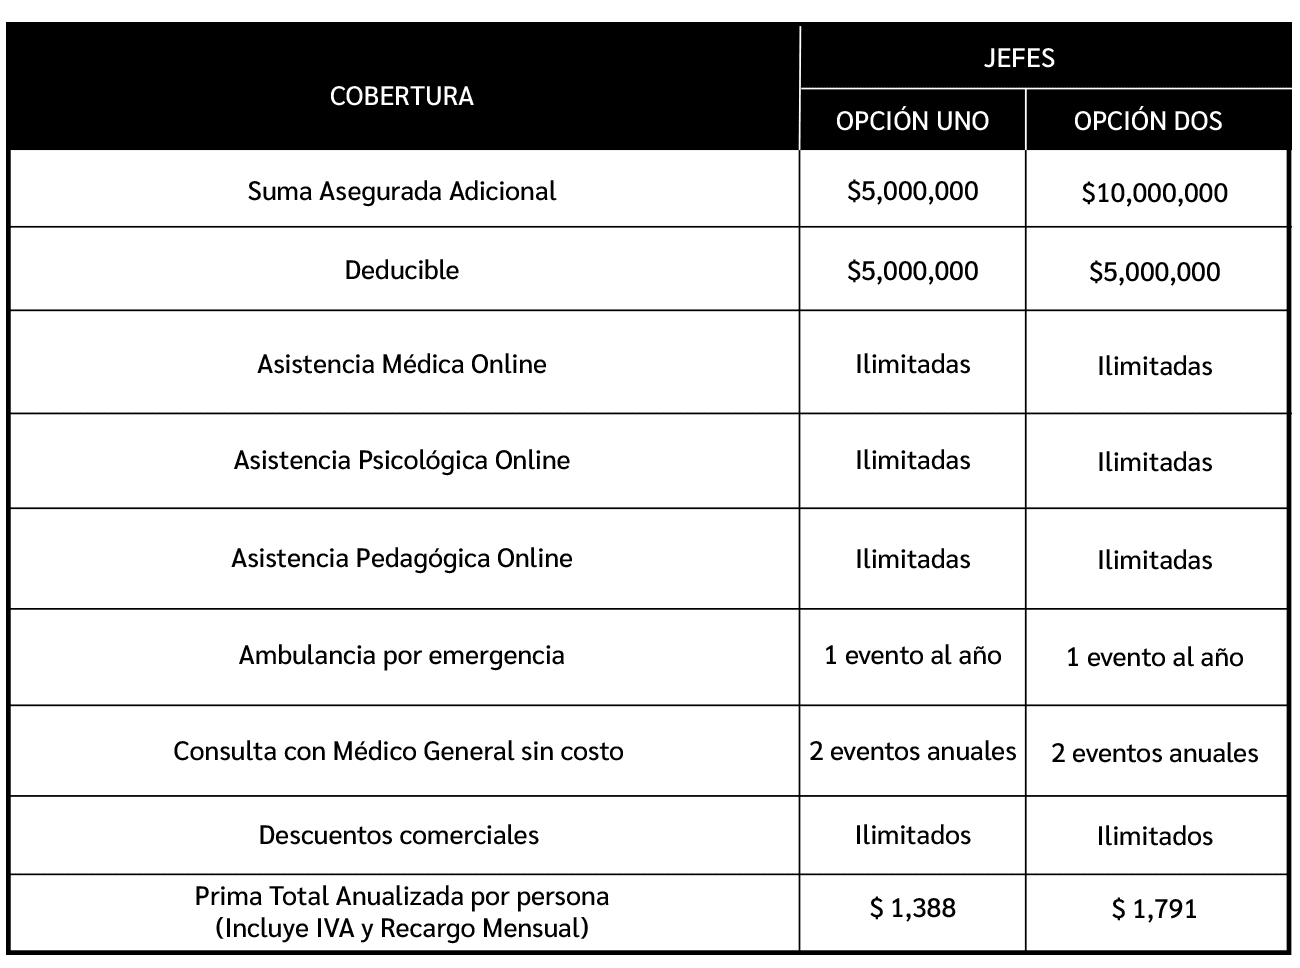 COBERTURA
JEFES
OPCIÓN UNO
OPCIÓN DOS
Suma Asegurada Adicional
$5,000,000
$10,000,000
Deducible
$5,000,000
$5,000,000
Asistencia Médica Online
Ilimitadas
Ilimitadas
Asistencia Psicológica Online
Ilimitadas
Ilimitadas
Asistencia Pedagógica Online
Ilimitadas
Ilimitadas
Ambulancia por emergencia
1 evento al año
1 evento al año
Consulta con Médico General sin costo
2 eventos anuales
2 eventos anuales
Descuentos comerciales
Ilimitados
Ilimitados
Prima Total Anualizada por persona
(Incluye IVA y Recargo Mensual)
$ 1,388
$ 1,791